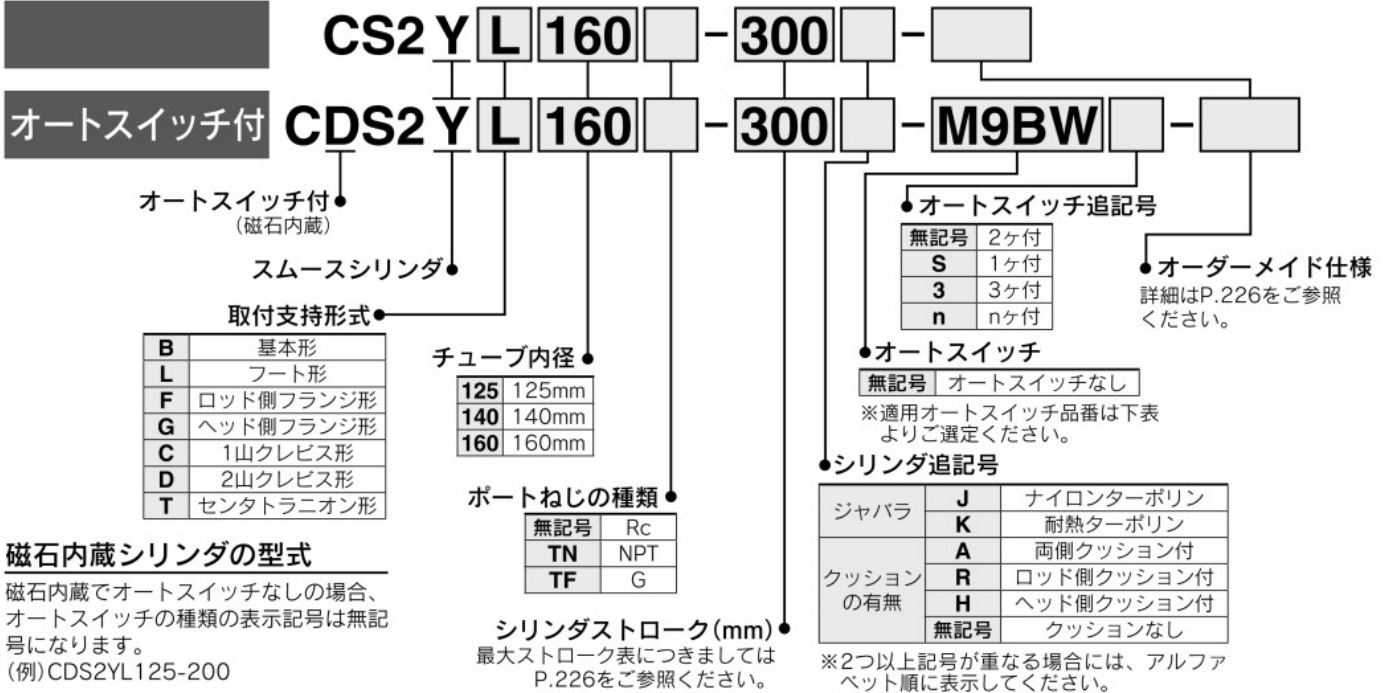 CS2YL160 - 300 -
オートスイッチ付 CDS2YL160 - 300 - M9BW -
オートスイッチ付
(磁石内蔵)
スムースシリンダ
取付支持形式
B 基本形
L フート形
F ロッド側フランジ形
G ヘッド側フランジ形
C 1山クレビス形
D 2山クレビス形
T センタトラニオン形
磁石内蔵シリンダの型式
磁石内蔵でオートスイッチなしの場合、
オートスイッチの種類の表示記号は無記
号になります。
(例)CDS2YL125-200
チューブ内径
125 125mm
140 140mm
160 160mm
ポートねじの種類
無記号 Rc
TN NPT
TF G
シリンダストローク(mm)
最大ストローク表につきましては
P.226をご参照ください。
オートスイッチ追記号
無記号 2ヶ付
S 1ヶ付
3 3ヶ付
n nヶ付
オーダーメイド仕様
詳細はP.226をご参照
ください。
オートスイッチ
無記号 オートスイッチなし
※適用オートスイッチ品番は下表
よりご選定ください。
シリンダ追記号
ジャバラ
J ナイロンターポリン
K 耐熱ターポリン
クッション
の有無
A 両側クッション付
R ロッド側クッション付
H ヘッド側クッション付
無記号 クッションなし
※2つ以上記号が重なる場合には、アルファ
ベット順に表示してください。